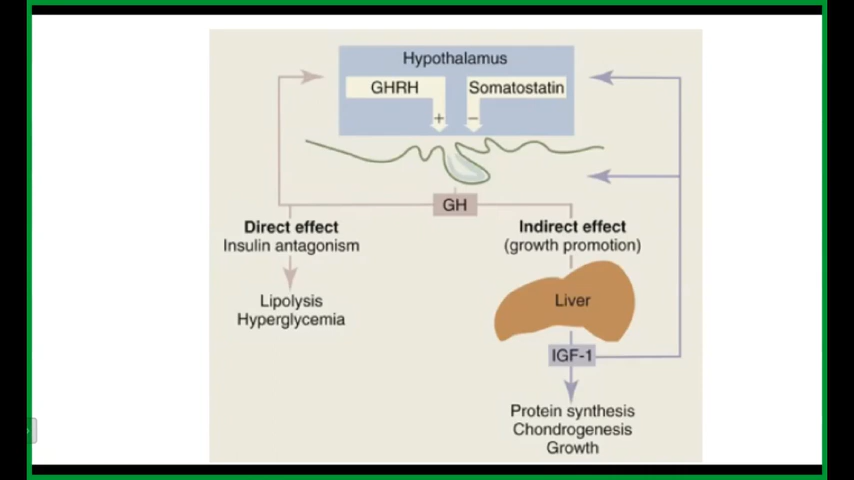 Hypothalamus
GHRH
Somatostatin
+
−
GH
Direct effect
Insulin antagonism
Lipolysis
Hyperglycemia
Indirect effect
(growth promotion)
Liver
IGF-1
Protein synthesis
Chondrogenesis
Growth